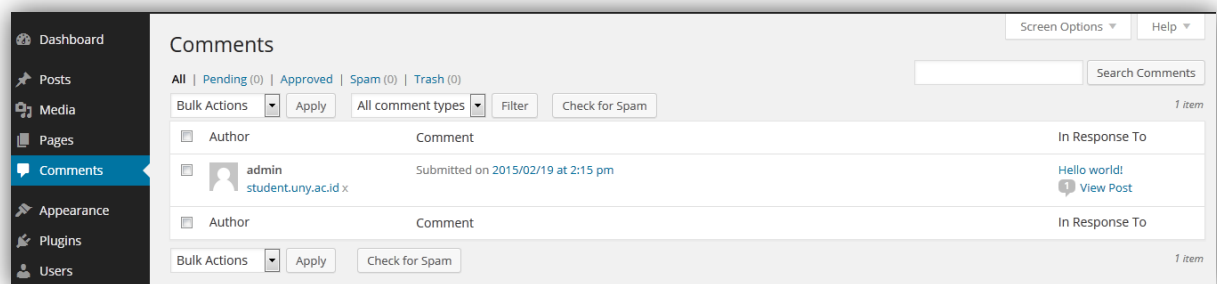 Screen Options Help
Dashboard
Posts
Media
Pages
Comments
Appearance
Plugins
Users
Comments
All | Pending (0) | Approved | Spam (0) | Trash (0)
Search Comments
Bulk Actions Apply All comment types Filter Check for Spam 1 item
Author Comment In Response To
admin Submitted on 2015/02/19 at 2:15 pm Hello world!
student.uny.ac.id x 1 View Post
Author Comment In Response To
Bulk Actions Apply Check for Spam 1 item